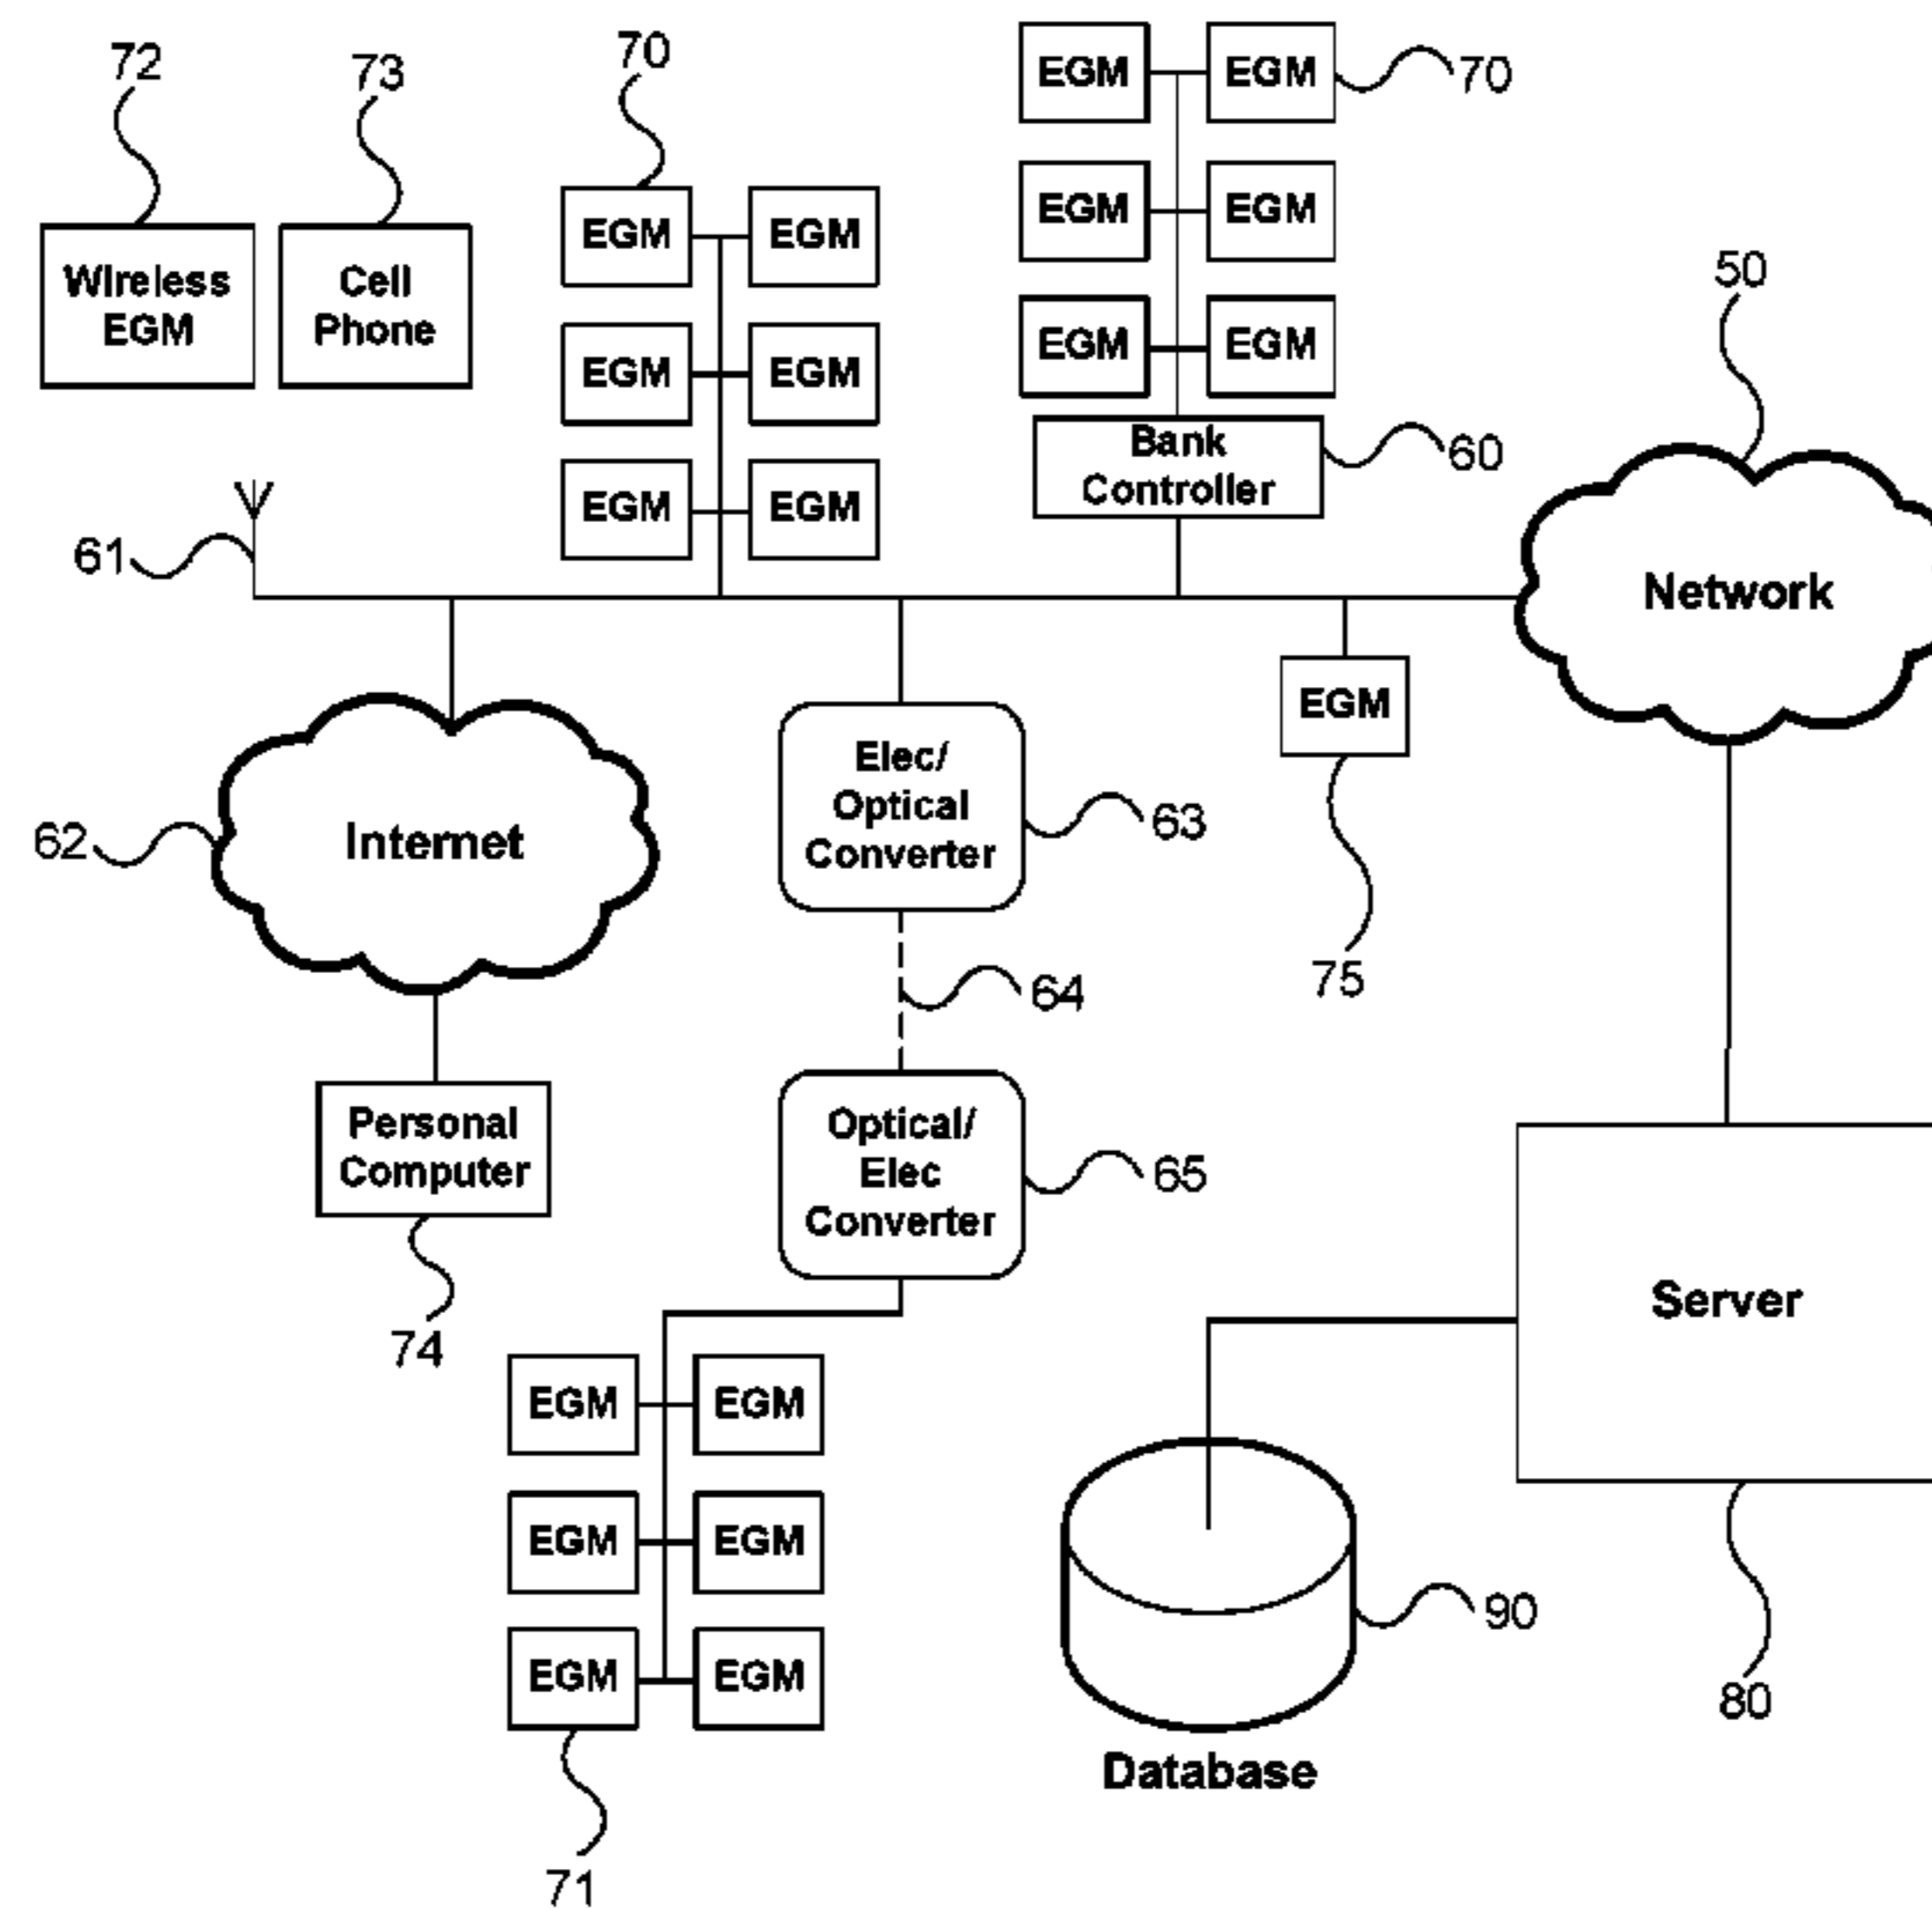 72
73
70
EGM EGM
70
Wireless
EGM
Cell
Phone
EGM EGM
EGM EGM
50
EGM EGM
EGM EGM
EGM EGM
Bank
Controller
60
61
Network
EGM
75
62
Internet
Elec/
Optical
Converter
63
64
Personal
Computer
74
Optical/
Elec
Converter
65
Server
80
EGM EGM
EGM EGM
EGM EGM
71
90
Database